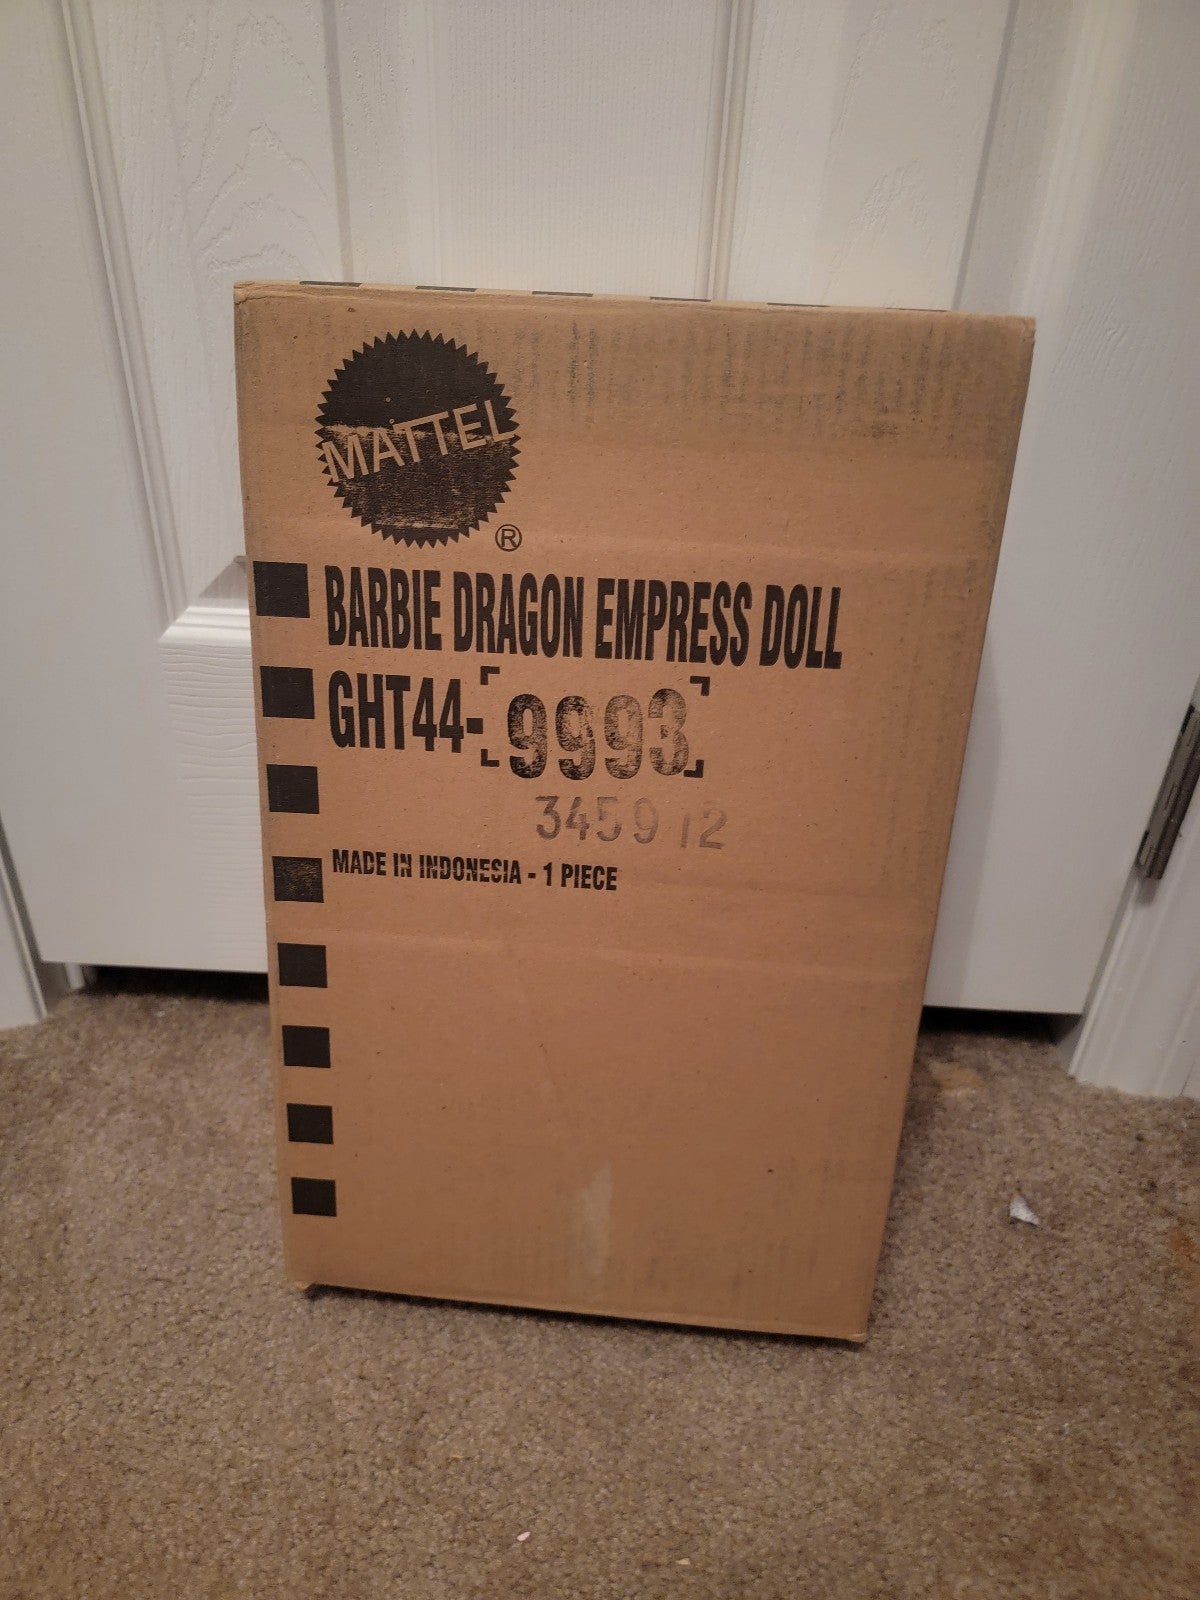 MATTEL
®
BARBIE DRAGON EMPRESS DOLL
GHT44-9993
345912
MADE IN INDONESIA - 1 PIECE